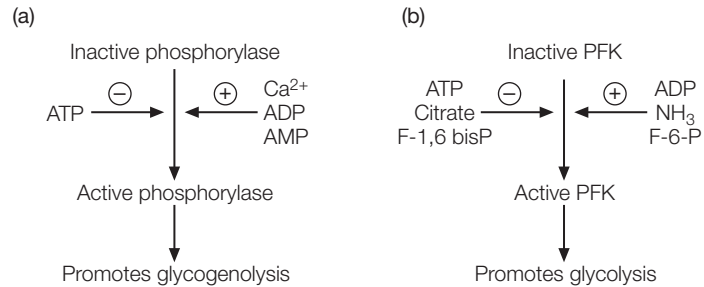 (a)
Inactive phosphorylase
ATP
−
+
Ca²⁺
ADP
AMP
Active phosphorylase
Promotes glycogenolysis
(b)
Inactive PFK
ATP
Citrate
F-1,6 bisP
−
+
ADP
NH₃
F-6-P
Active PFK
Promotes glycolysis